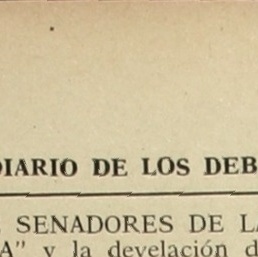 DIARIO DE LOS DEB
SENADORES DE LA
A" y la develación d